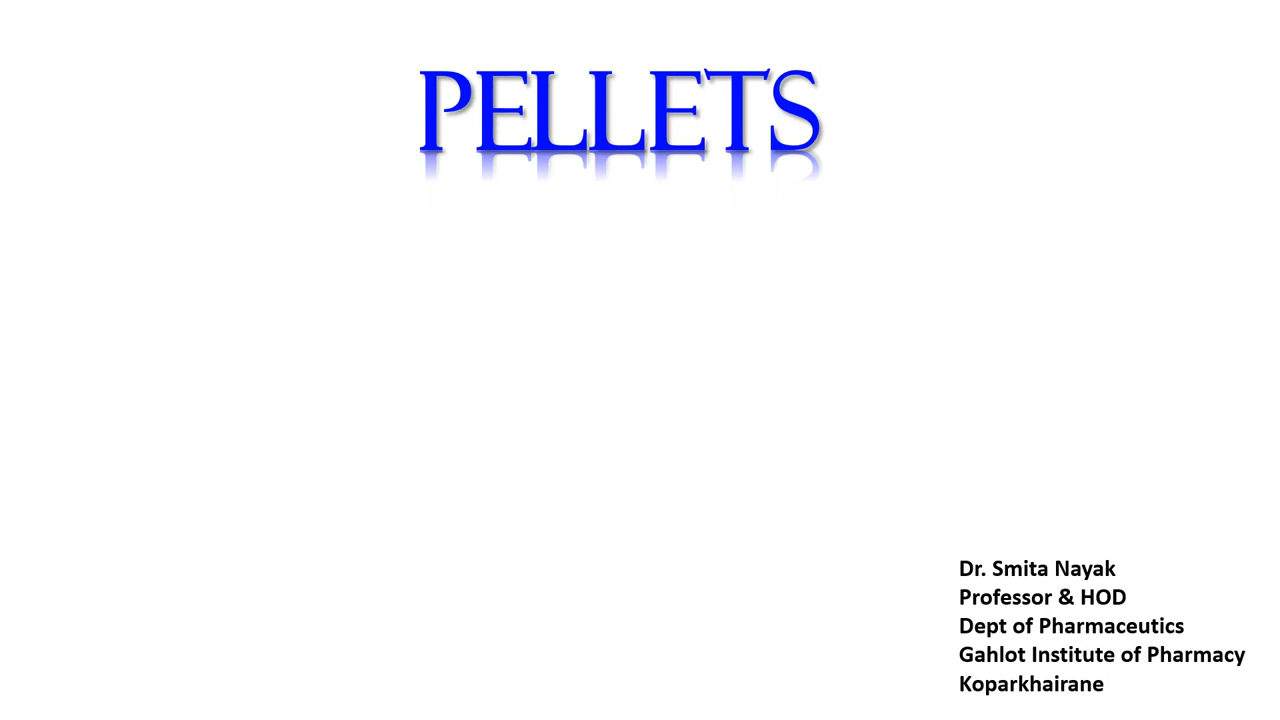 PELLETS
Dr. Smita Nayak
Professor & HOD
Dept of Pharmaceutics
Gahlot Institute of Pharmacy
Koparkhairane